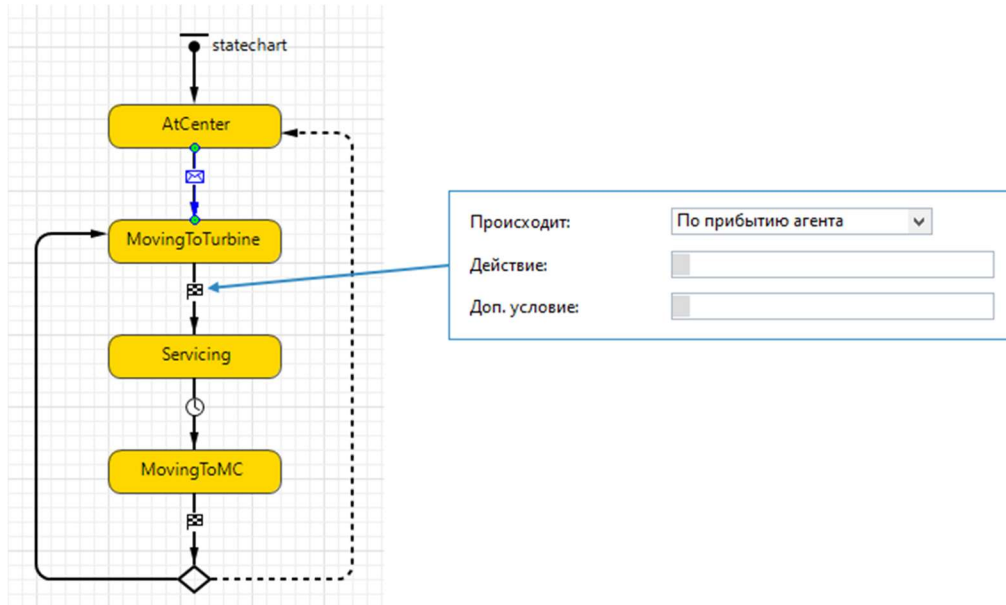 statechart
AtCenter
MovingToTurbine
Servicing
MovingToMC
Происходит:
По прибытию агента
Действие:
Доп. условие: